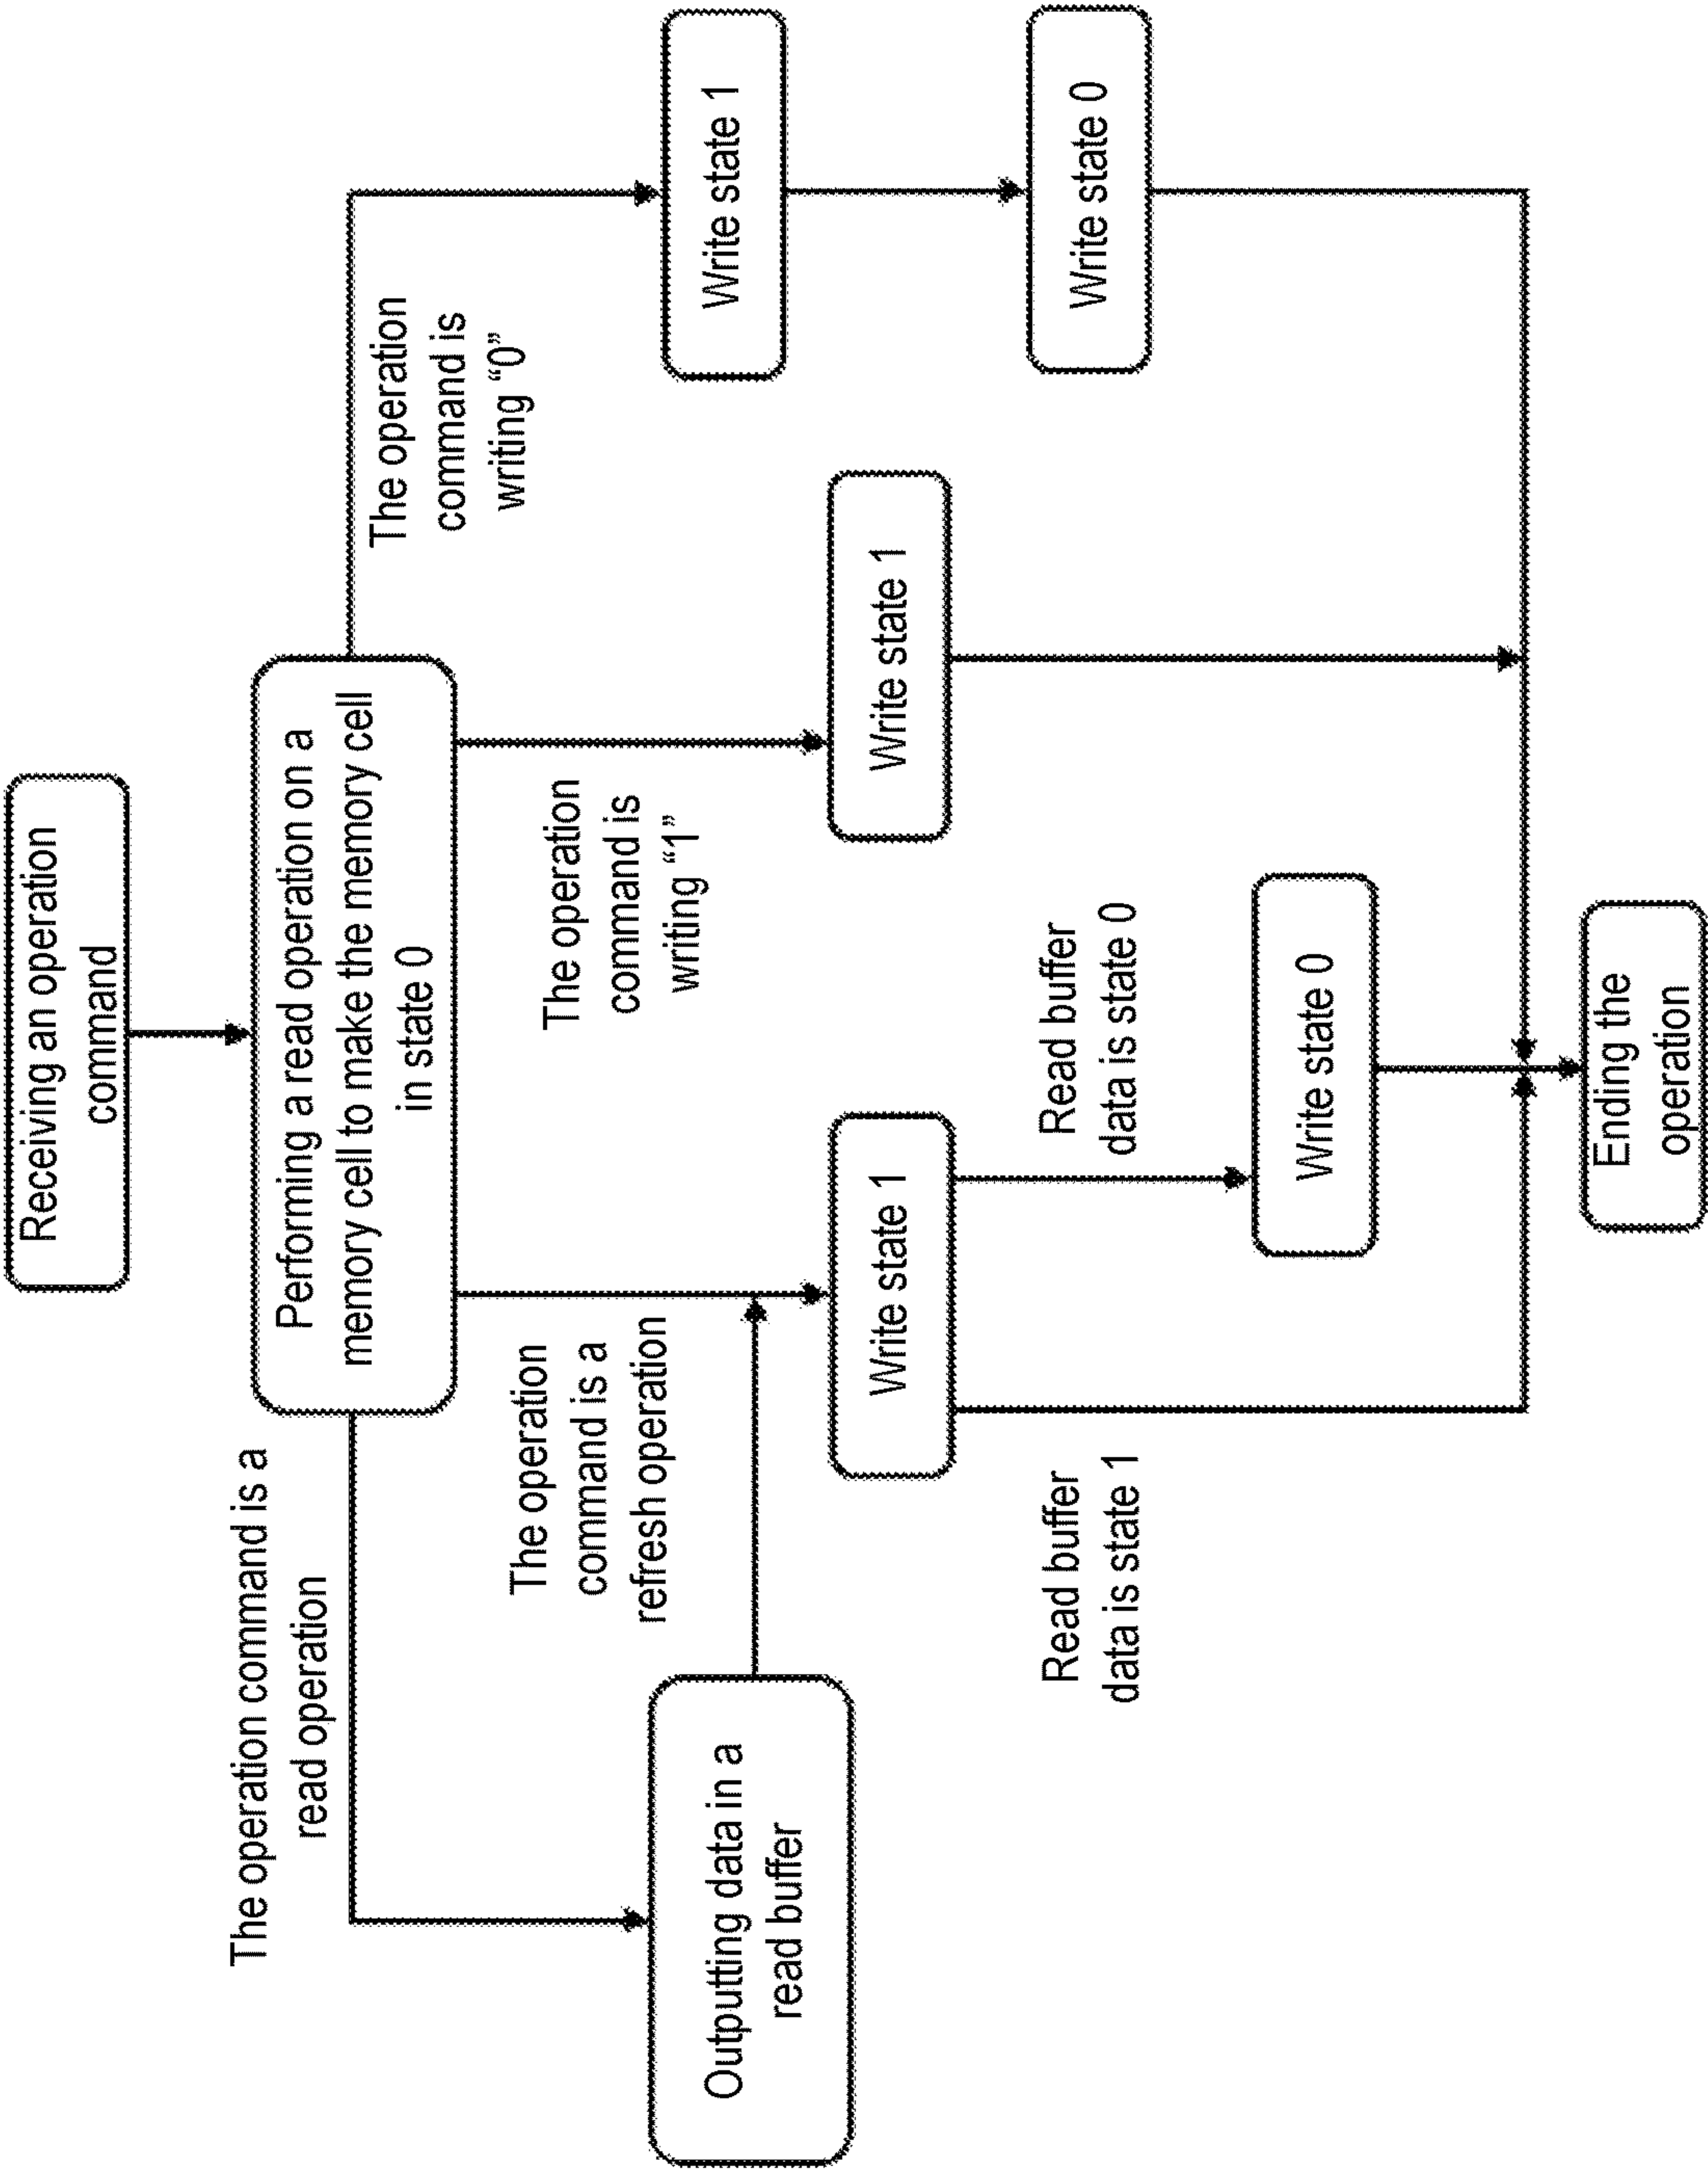 Receiving an operation
command
Performing a read operation on a
memory cell to make the memory cell
in state 0
The operation command is a
read operation
The operation
command is a
refresh operation
The operation
command is
writing “1”
The operation
command is
writing “0”
Outputting data in a
read buffer
Write state 1
Write state 1
Write state 1
Read buffer
data is state 1
Read buffer
data is state 0
Write state 0
Write state 0
Ending the
operation